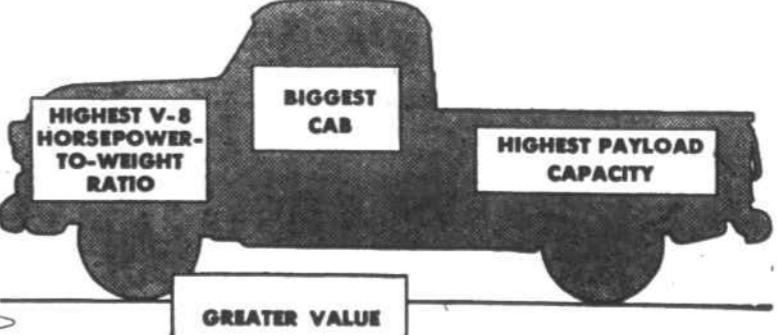 HIGHEST V-8
HORSEPOWER-
TO-WEIGHT
RATIO
BIGGEST
CAB
HIGHEST PAYLOAD
CAPACITY
GREATER VALUE